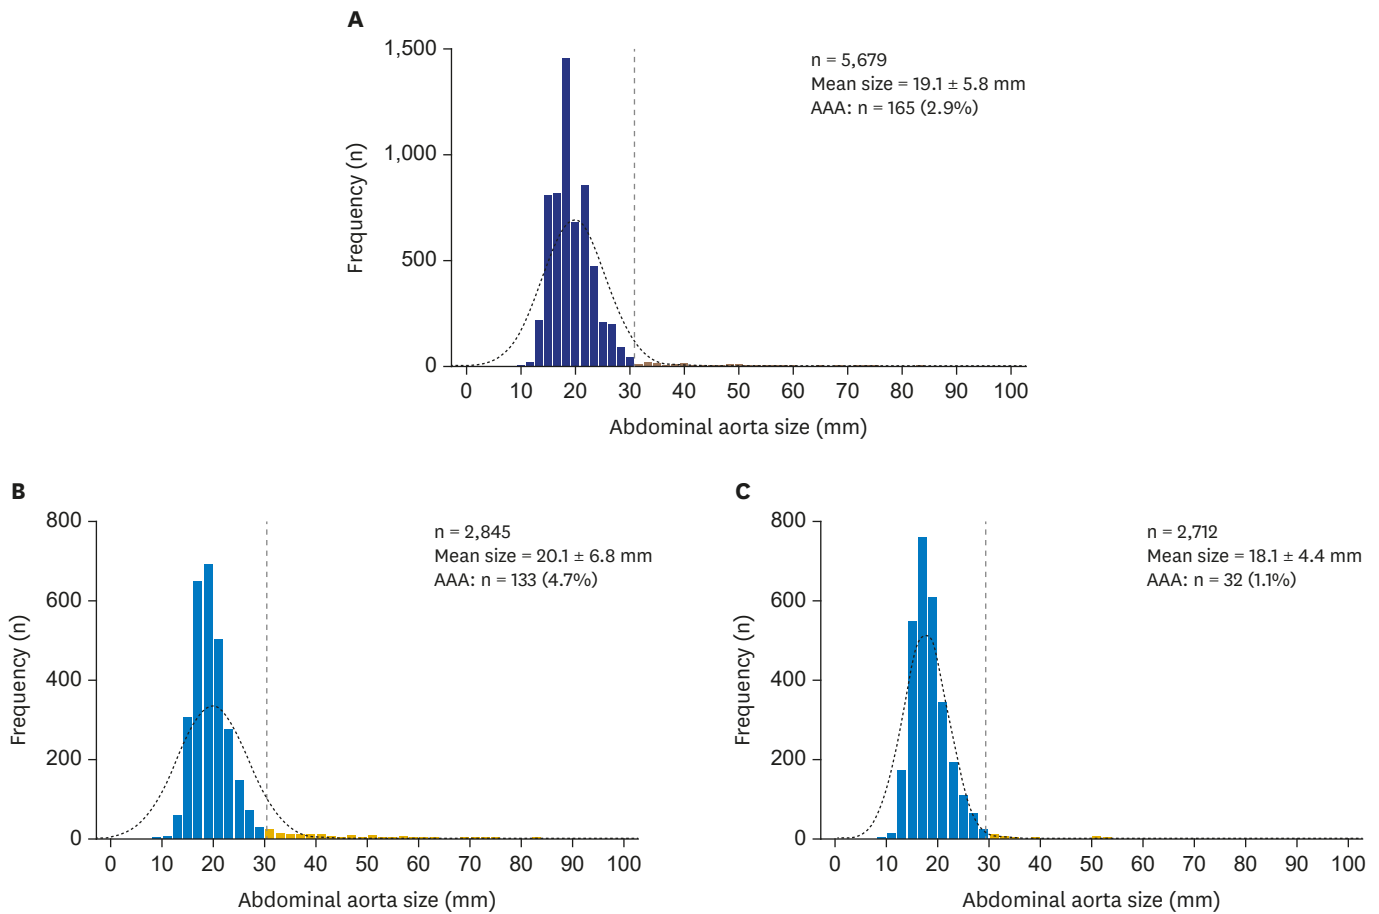 A
n = 5,679
Mean size = 19.1 ± 5.8 mm
AAA: n = 165 (2.9%)
Frequency (n)
1,500
1,000
500
0
0 10 20 30 40 50 60 70 80 90 100
Abdominal aorta size (mm)
B
n = 2,845
Mean size = 20.1 ± 6.8 mm
AAA: n = 133 (4.7%)
Frequency (n)
800
600
400
200
0
0 10 20 30 40 50 60 70 80 90 100
Abdominal aorta size (mm)
C
n = 2,712
Mean size = 18.1 ± 4.4 mm
AAA: n = 32 (1.1%)
Frequency (n)
800
600
400
200
0
0 10 20 30 40 50 60 70 80 90 100
Abdominal aorta size (mm)